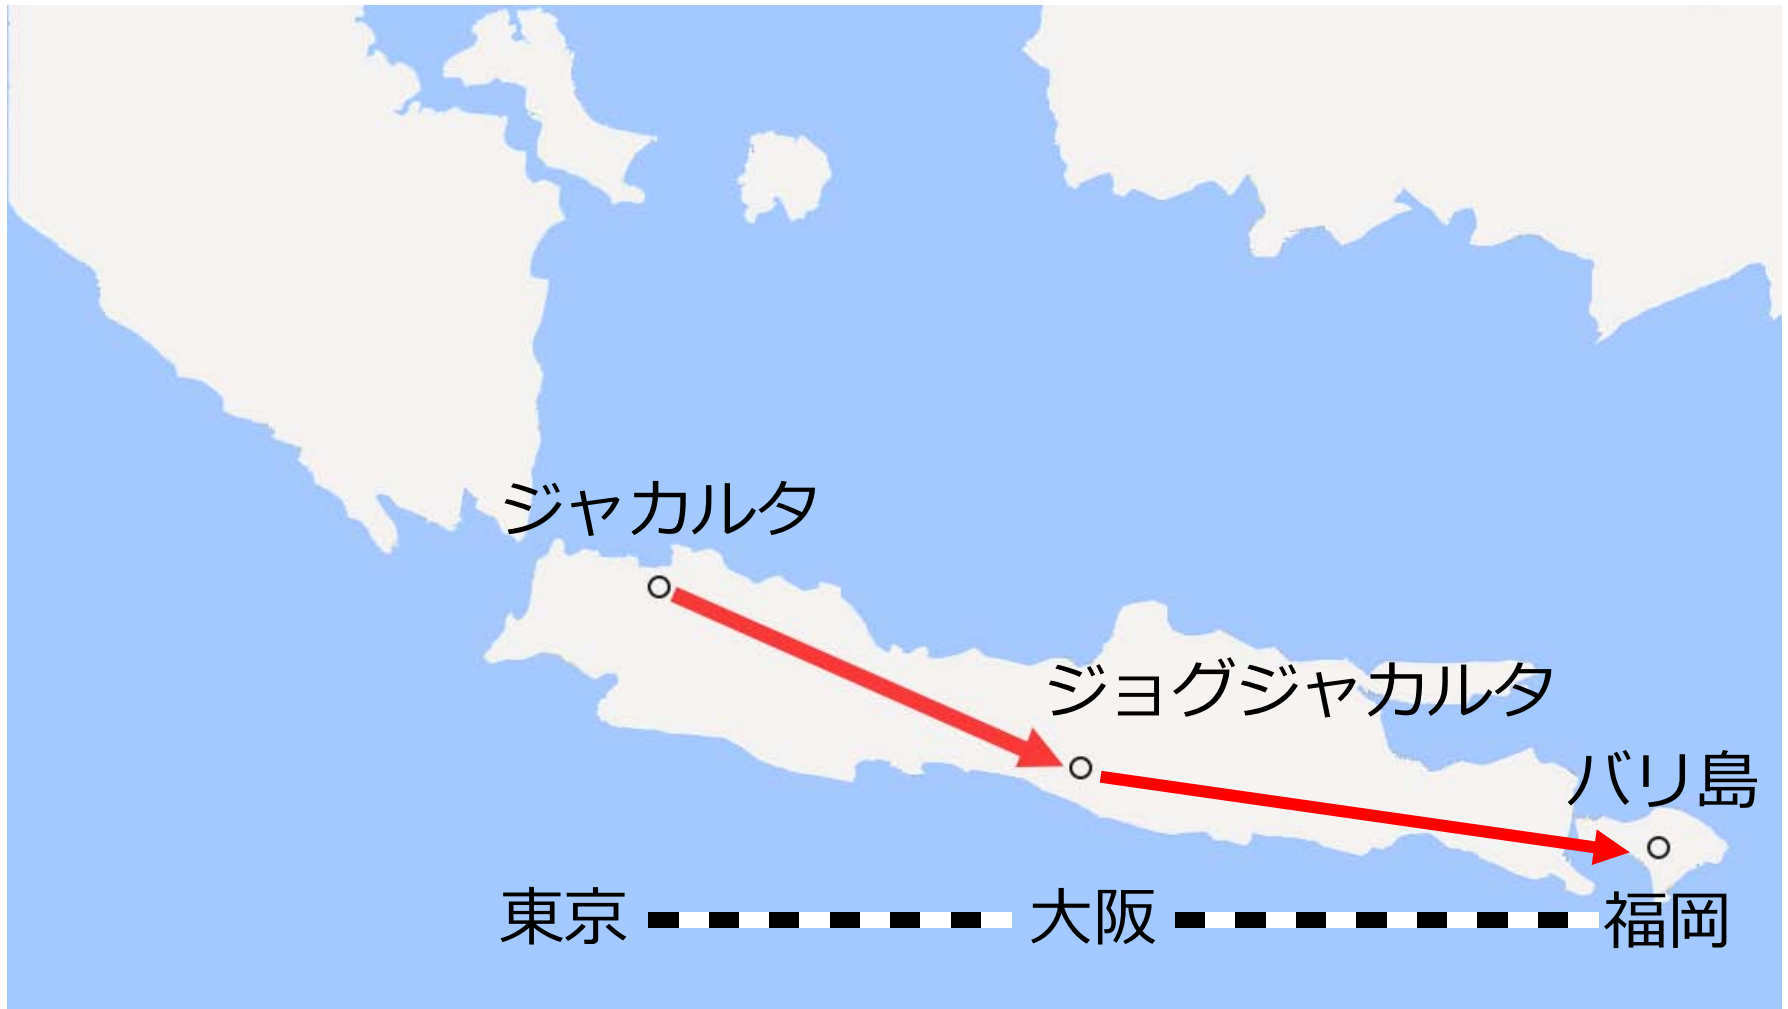 ジャカルタ
ジョグジャカルタ
バリ島
東京 大阪 福岡